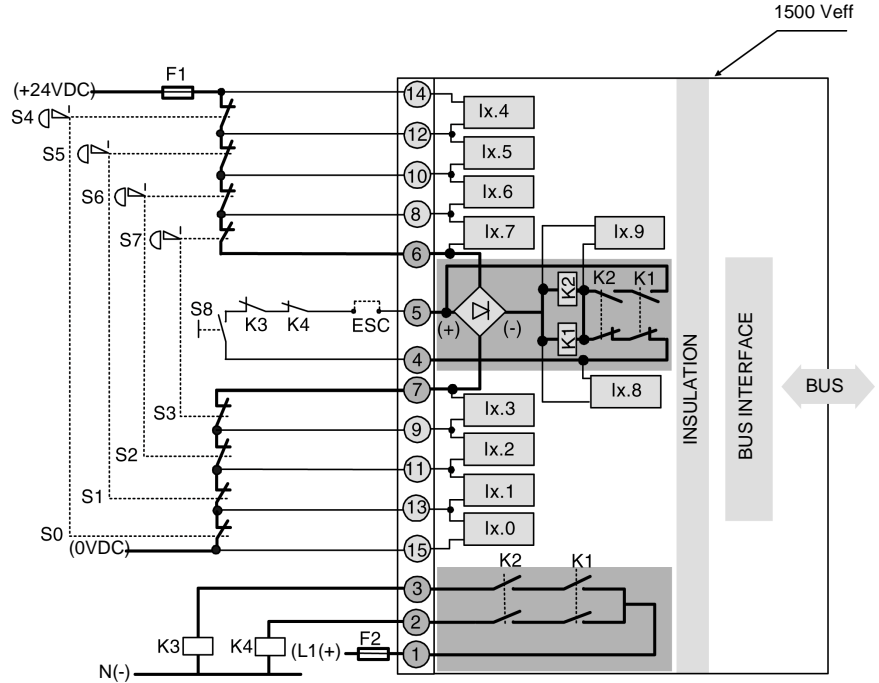 1500 Veff
F1
(+24VDC)
14
Ix.4
S4
12
Ix.5
S5
10
Ix.6
S6
8
Ix.7
Ix.9
S7
6
K2
K2
K1
S8
K3
K4
ESC
5
(+)
(-)
K1
4
7
Ix.8
S3
Ix.3
9
S2
Ix.2
11
S1
Ix.1
13
S0
Ix.0
(0VDC)
15
INSULATION
BUS INTERFACE
BUS
K2
K1
3
2
K3
K4
(L1(+)
F2
1
N(-)